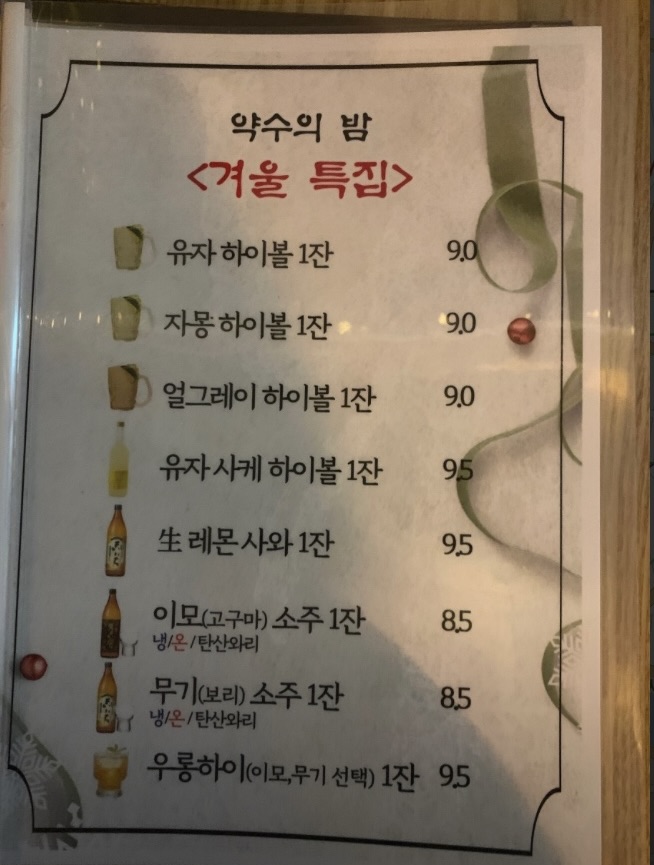 약수의 밤
<겨울 특집>
유자 하이볼 1잔 9.0
자몽 하이볼 1잔 9.0
얼그레이 하이볼 1잔 9.0
유자 사케 하이볼 1잔 9.5
生 레몬 사와 1잔 9.5
이모(고구마) 소주 1잔 8.5
냉/온/탄산와리
무기(보리) 소주 1잔 8.5
냉/온/탄산와리
우롱하이(이모,무기 선택) 1잔 9.5